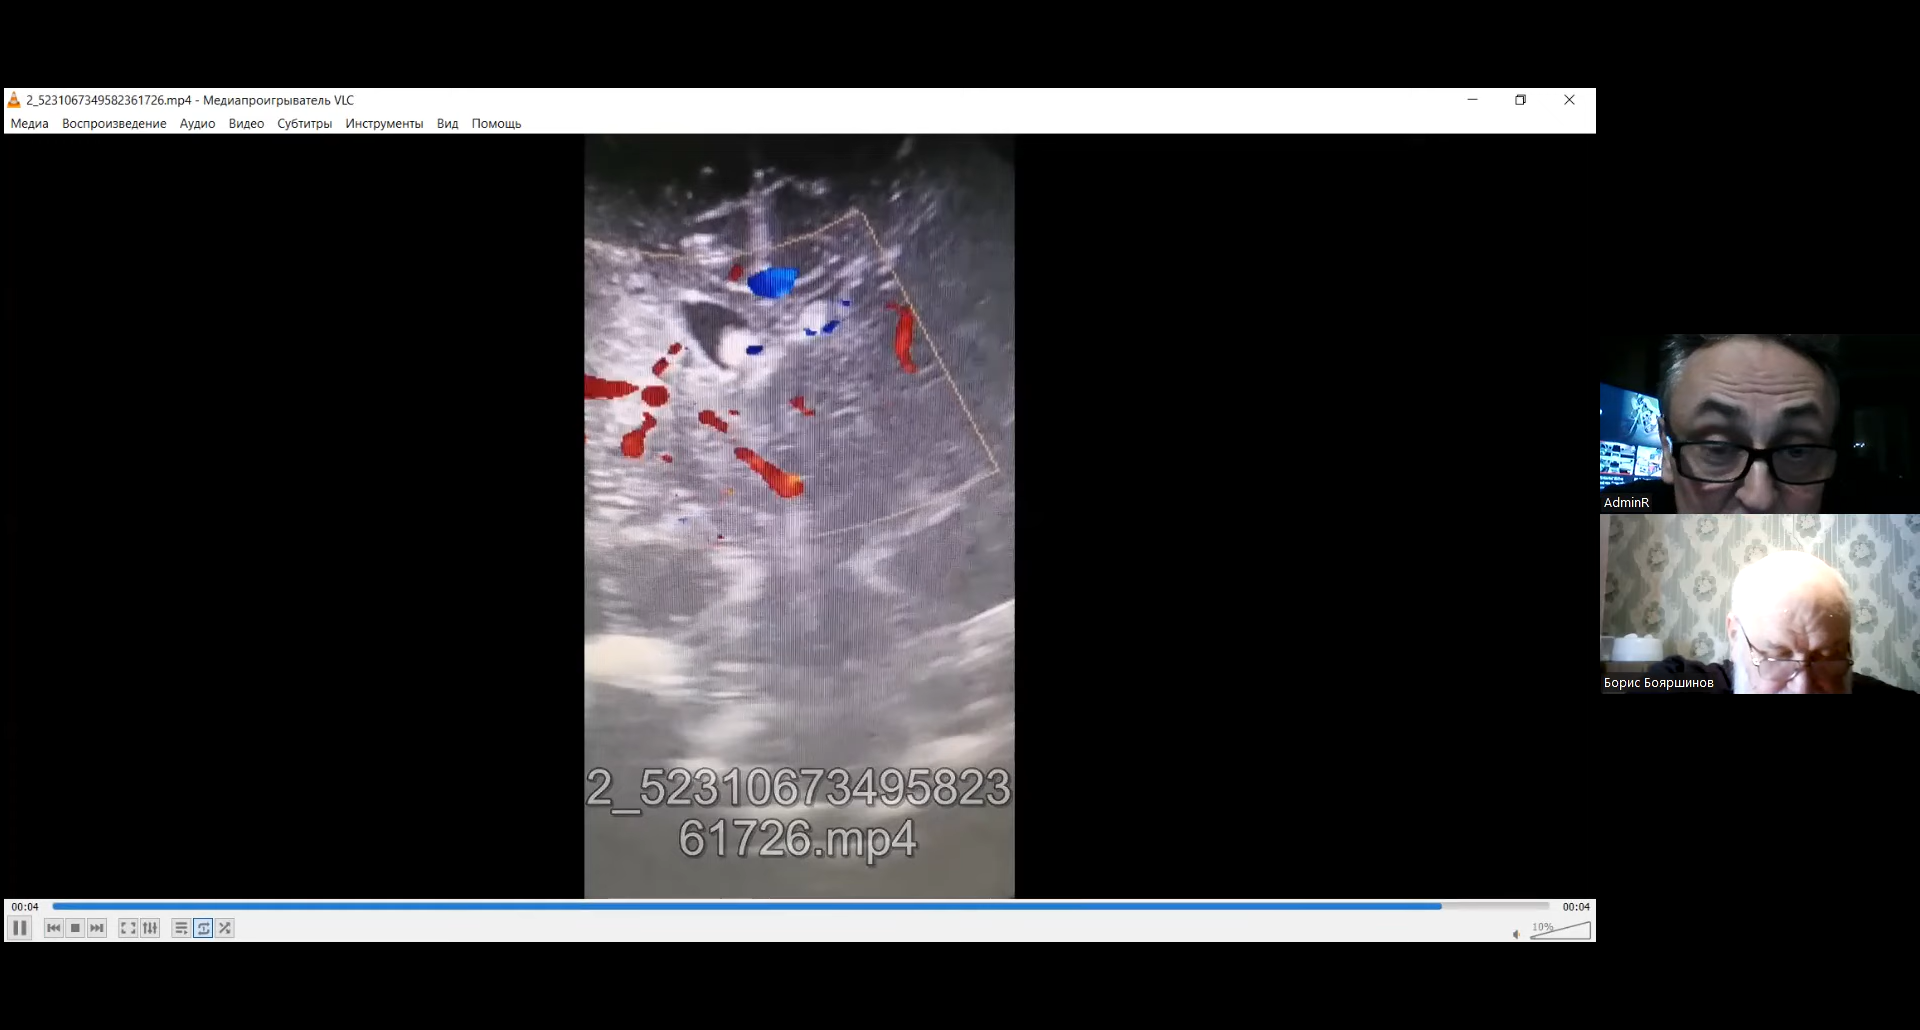 2_5231067349582361726.mp4 - Медиапроигрыватель VLC
Медиа Воспроизведение Аудио Видео Субтитры Инструменты Вид Помощь
2_52310673495823
61726.mp4
00:04
00:04
10%
AdminR
Борис Бояршинов